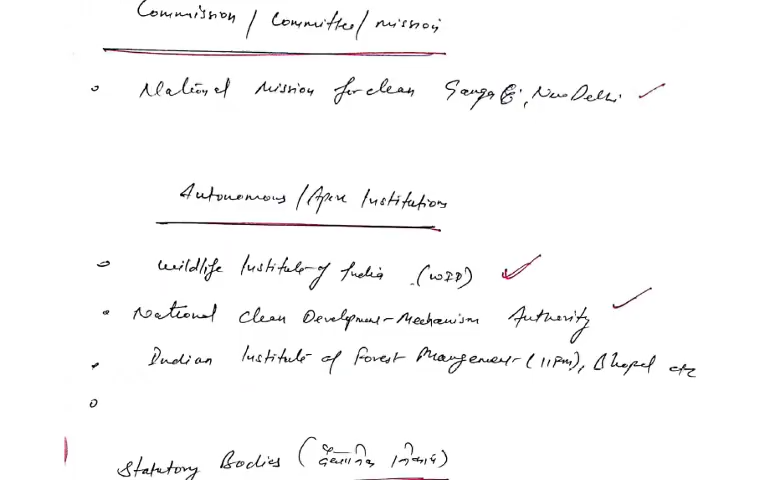 Commission / Committee / mission
National Mission for clean Ganga, New Delhi
Autonomous / Apex Institutions
Wildlife Institute of India (WII)
National Clean Development Mechanism Authority
Indian Institute of Forest Management (IIFM), Bhopal etc
Statutory Bodies (वैधानिक निकाय)